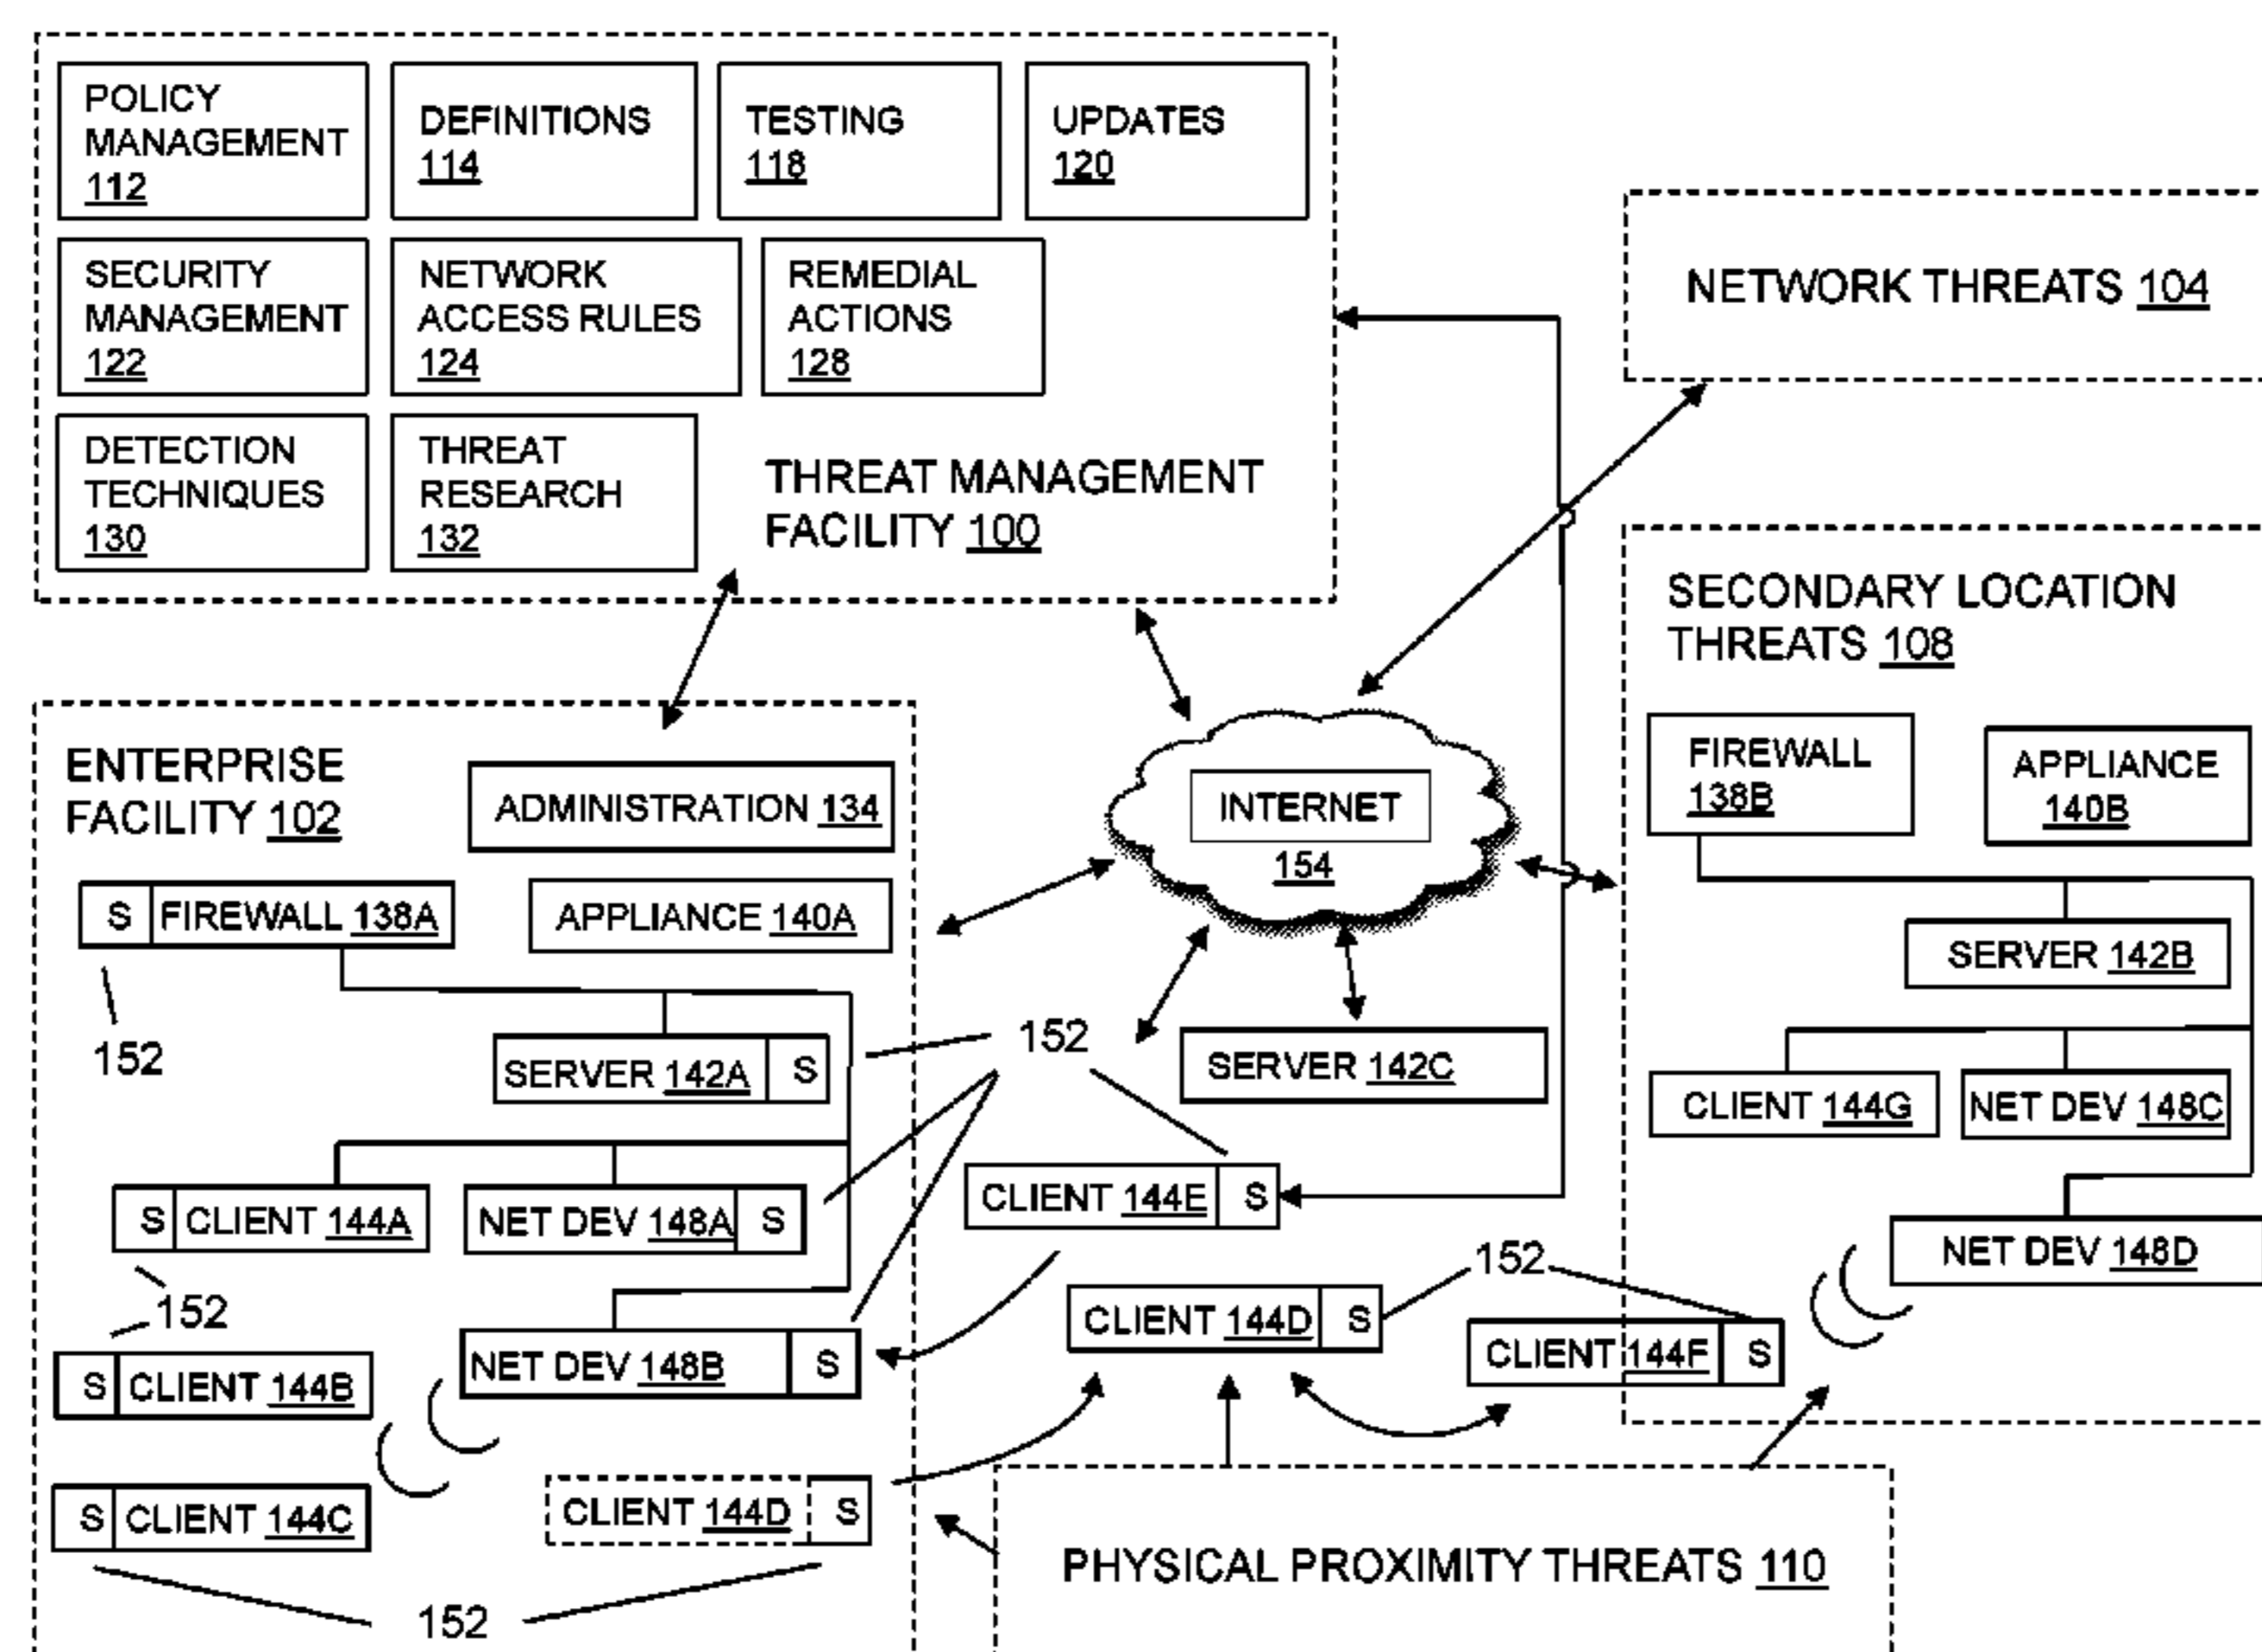 POLICY
MANAGEMENT
112
DEFINITIONS
114
TESTING
118
UPDATES
120
SECURITY
MANAGEMENT
122
NETWORK
ACCESS RULES
124
REMEDIAL
ACTIONS
128
DETECTION
TECHNIQUES
130
THREAT
RESEARCH
132
THREAT MANAGEMENT
FACILITY 100
NETWORK THREATS 104
SECONDARY LOCATION
THREATS 108
FIREWALL
138B
APPLIANCE
140B
SERVER 142B
CLIENT 144G
NET DEV 148C
NET DEV 148D
ENTERPRISE
FACILITY 102
ADMINISTRATION 134
S FIREWALL 138A
APPLIANCE 140A
152
SERVER 142A S
S CLIENT 144A
NET DEV 148A S
152
S CLIENT 144B
NET DEV 148B S
S CLIENT 144C
CLIENT 144D S
152
INTERNET
154
152
SERVER 142C
CLIENT 144E S
152
CLIENT 144D S
CLIENT 144F S
PHYSICAL PROXIMITY THREATS 110